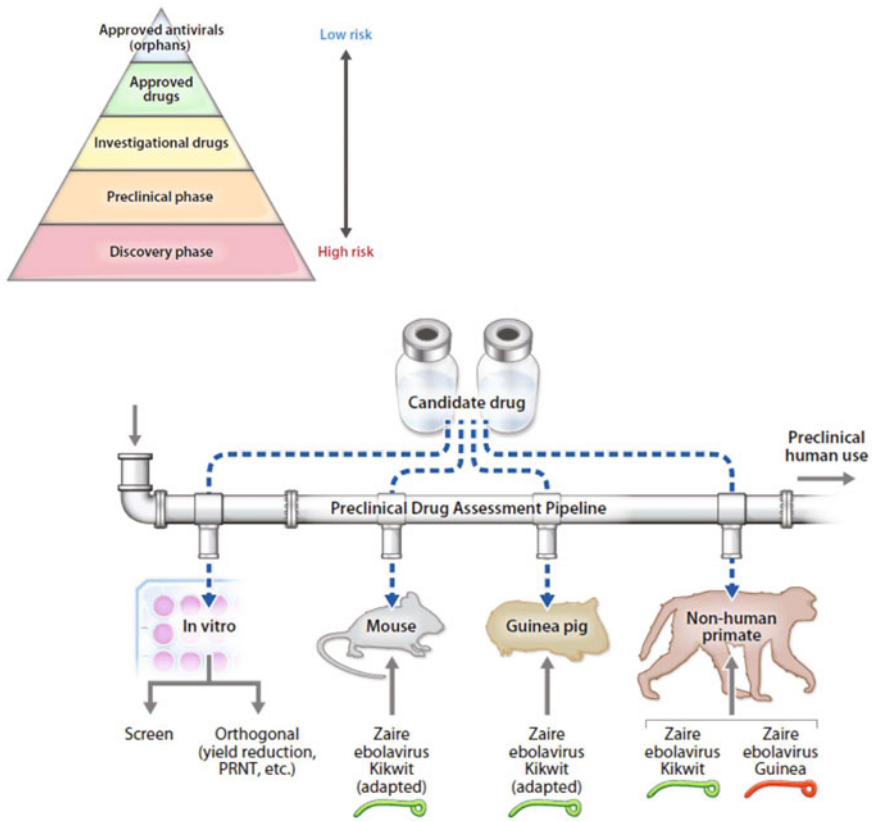 Approved antivirals
(orphans)
Low risk
Approved
drugs
Investigational drugs
Preclinical phase
Discovery phase
High risk
Candidate drug
Preclinical
human use
Preclinical Drug Assessment Pipeline
In vitro
Mouse
Guinea pig
Non-human
primate
Screen
Orthogonal
(yield reduction,
PRNT, etc.)
Zaire
ebolavirus
Kikwit
(adapted)
Zaire
ebolavirus
Kikwit
(adapted)
Zaire
ebolavirus
Kikwit
Zaire
ebolavirus
Guinea